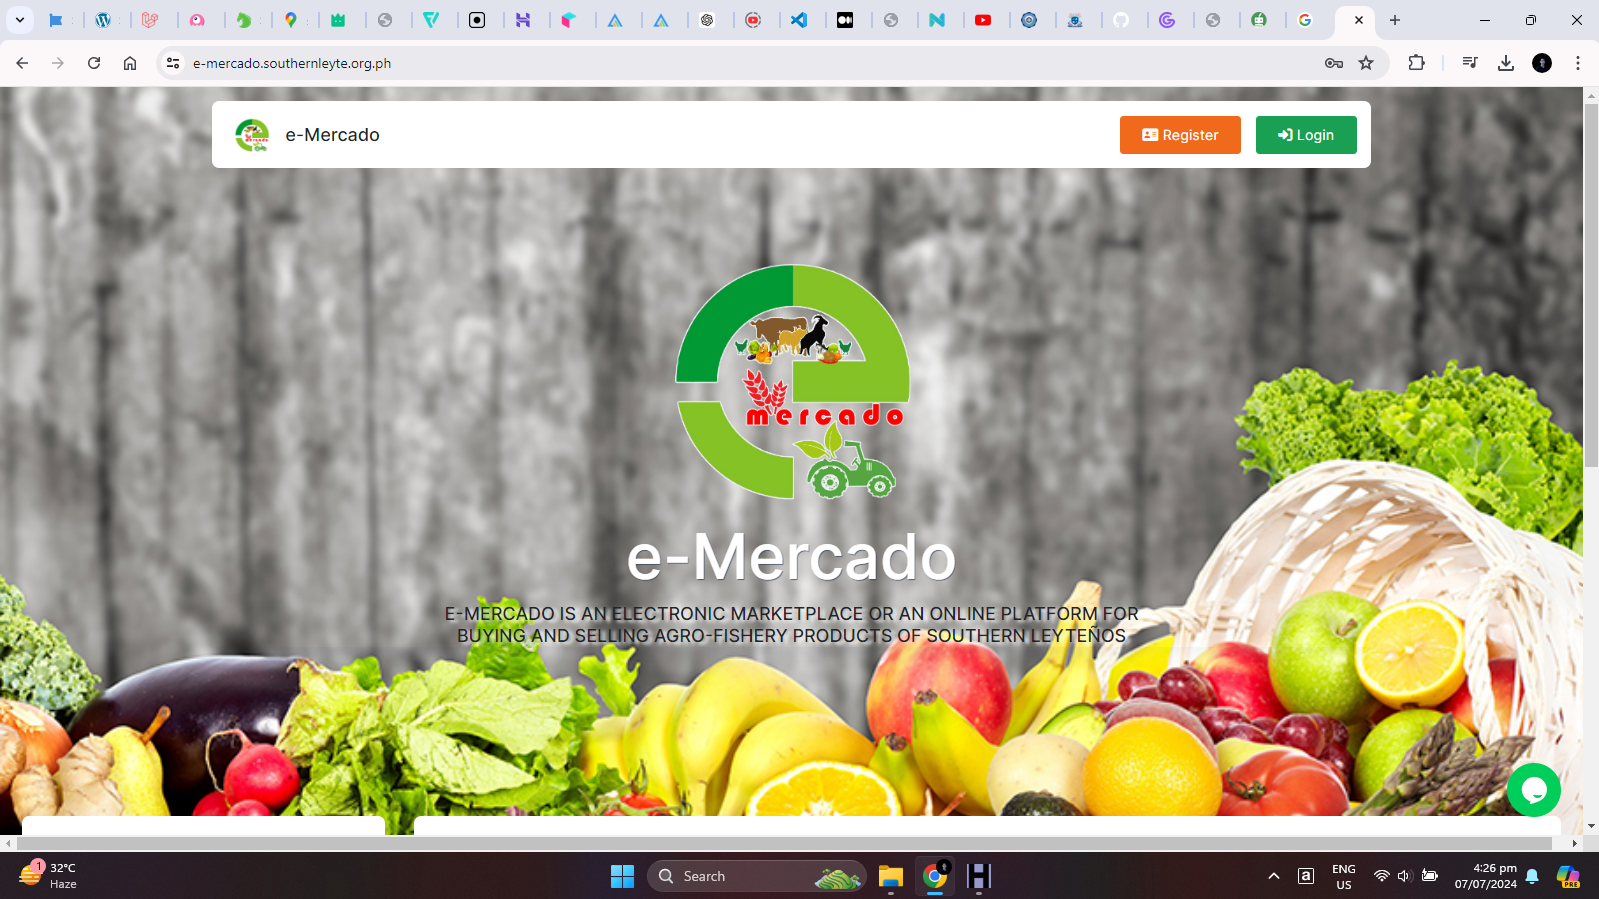 e-mercado.southernleyte.org.ph
e-Mercado
Register
Login
mercado
e-Mercado
E-MERCADO IS AN ELECTRONIC MARKETPLACE OR AN ONLINE PLATFORM FOR
BUYING AND SELLING AGRO-FISHERY PRODUCTS OF SOUTHERN LEYTEÑOS
1
32°C
Haze
Search
ENG
US
4:26 pm
07/07/2024
PRE